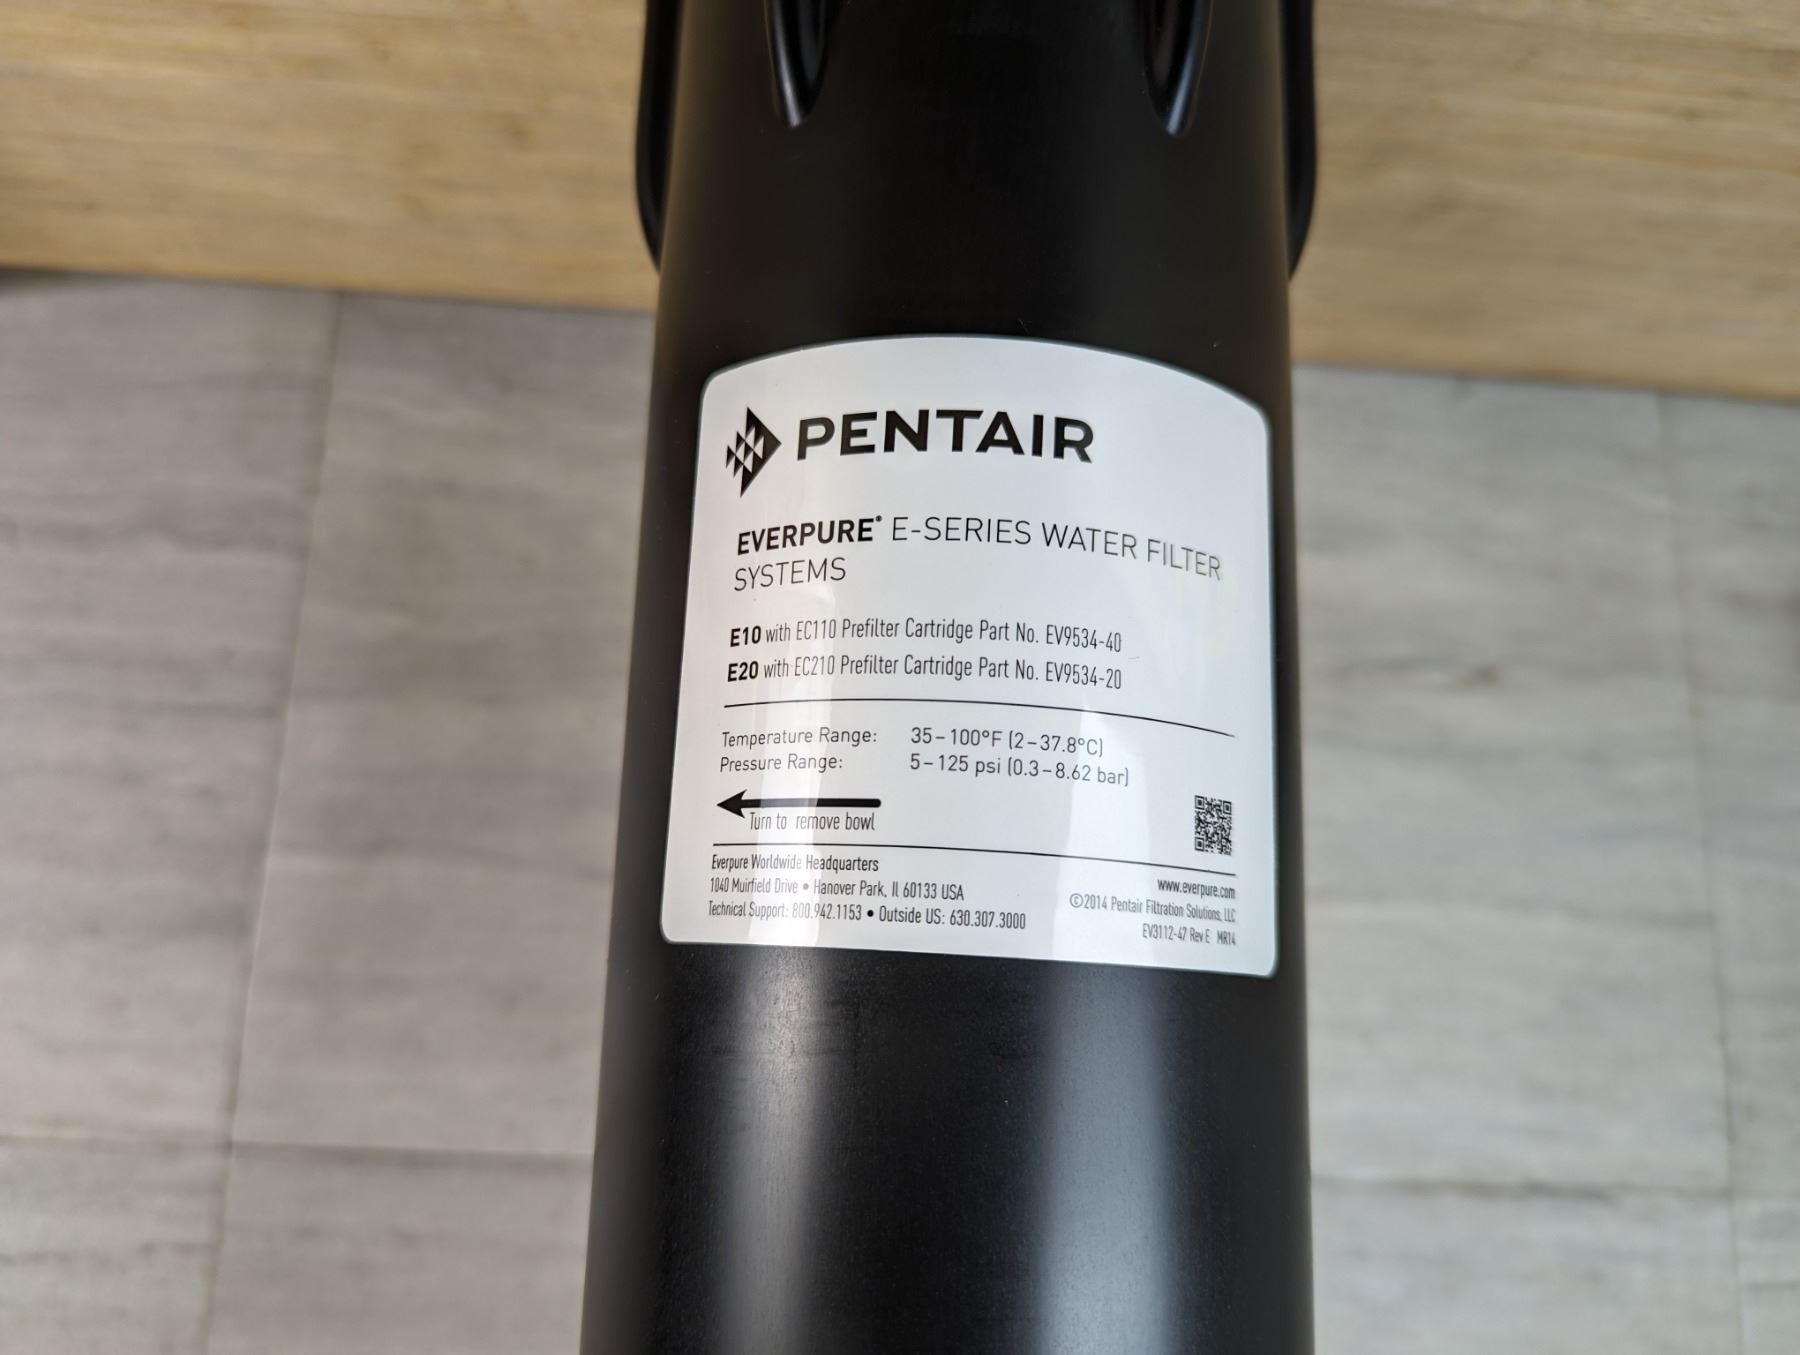 PENTAIR
EVERPURE® E-SERIES WATER FILTER
SYSTEMS
E10 with EC110 Prefilter Cartridge Part No. EV9534-40
E20 with EC210 Prefilter Cartridge Part No. EV9534-20
Temperature Range: 35–100°F (2–37.8°C)
Pressure Range: 5–125 psi (0.3–8.62 bar)
Turn to remove bowl
Everpure Worldwide Headquarters
1040 Muirfield Drive • Hanover Park, Il 60133 USA
Technical Support: 800.942.1153 • Outside US: 630.307.3000
www.everpure.com
©2014 Pentair Filtration Solutions, LLC
EV3112-47 Rev E MR14